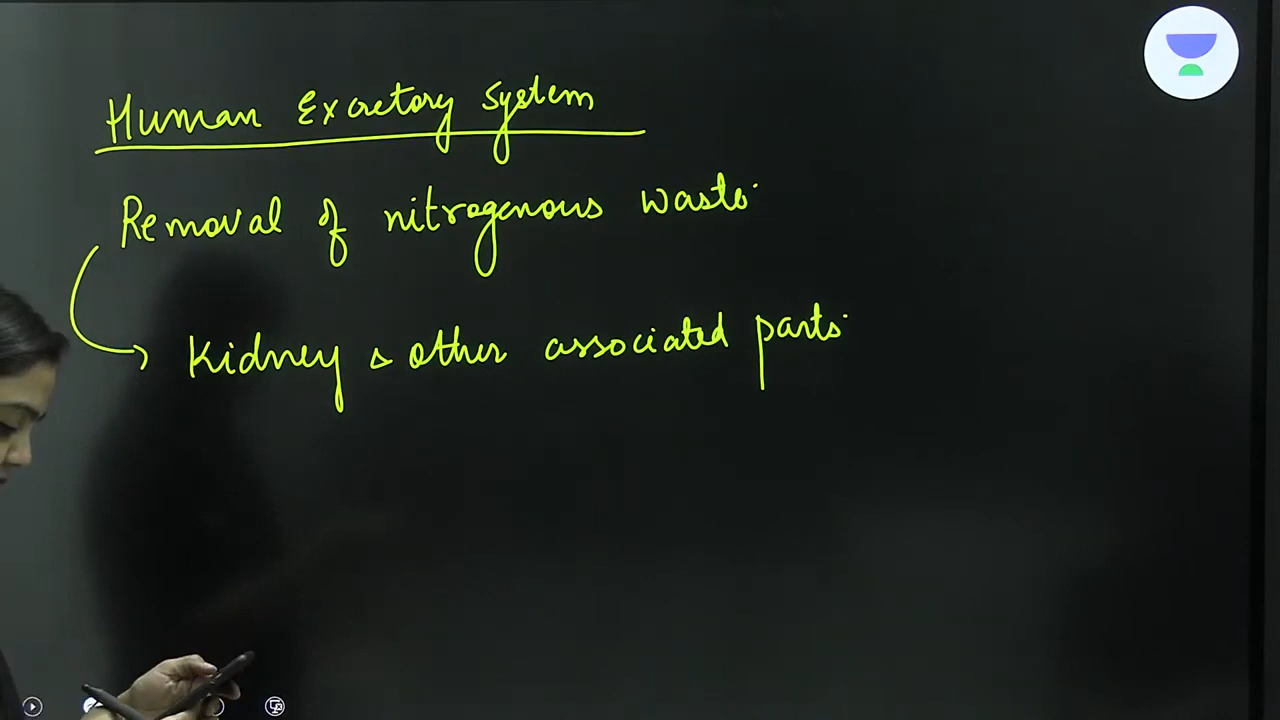 Human Excretory System
Removal of nitrogenous waste.
Kidney & other associated parts.